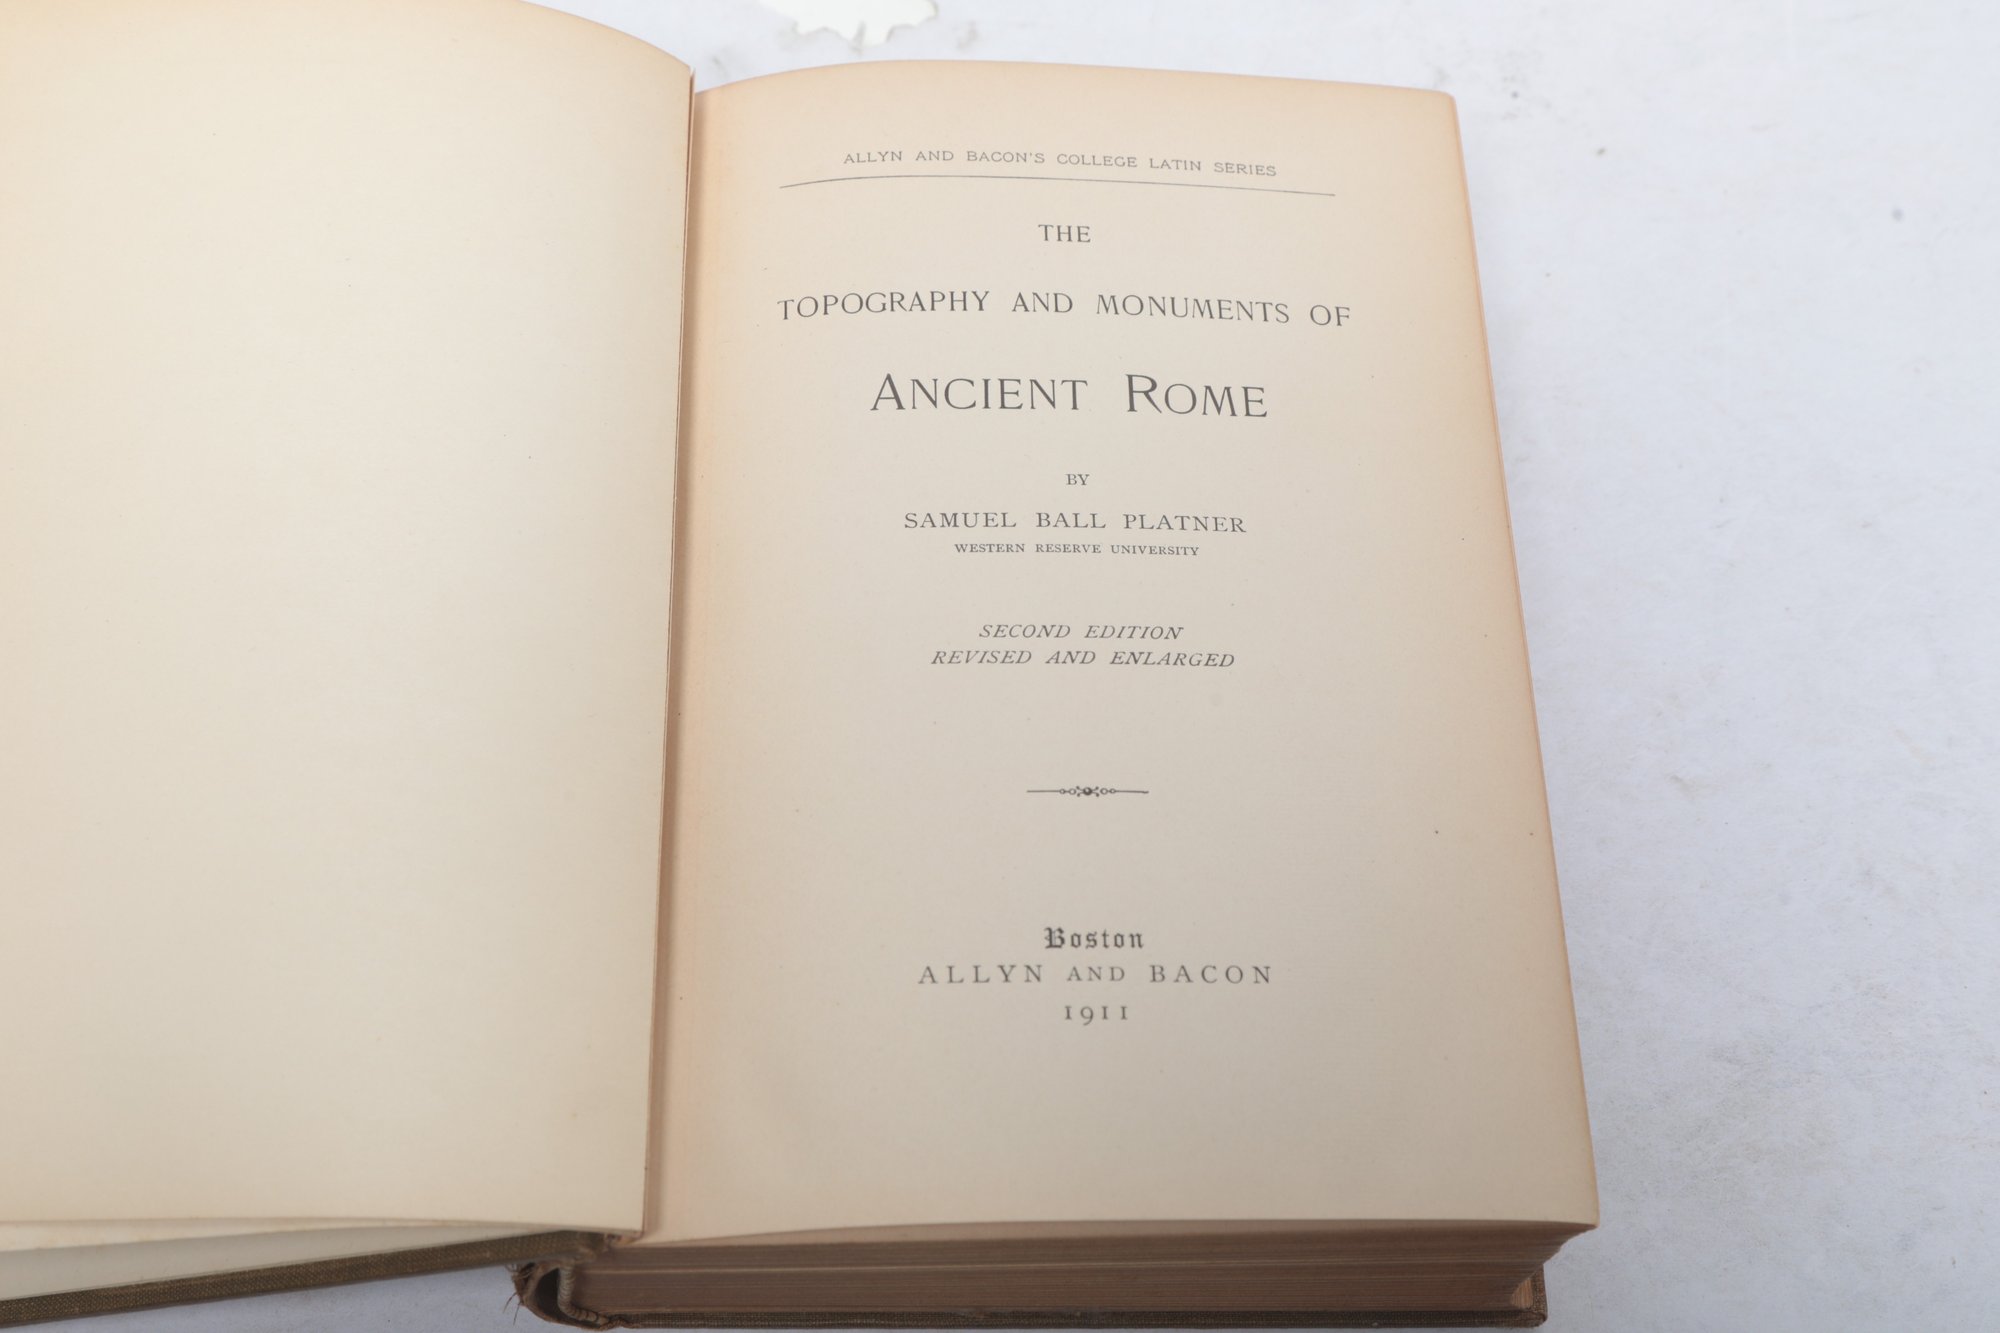 ALLYN AND BACON'S COLLEGE LATIN SERIES
THE
TOPOGRAPHY AND MONUMENTS OF
ANCIENT ROME
BY
SAMUEL BALL PLATNER
WESTERN RESERVE UNIVERSITY
SECOND EDITION
REVISED AND ENLARGED
Boston
ALLYN AND BACON
1911